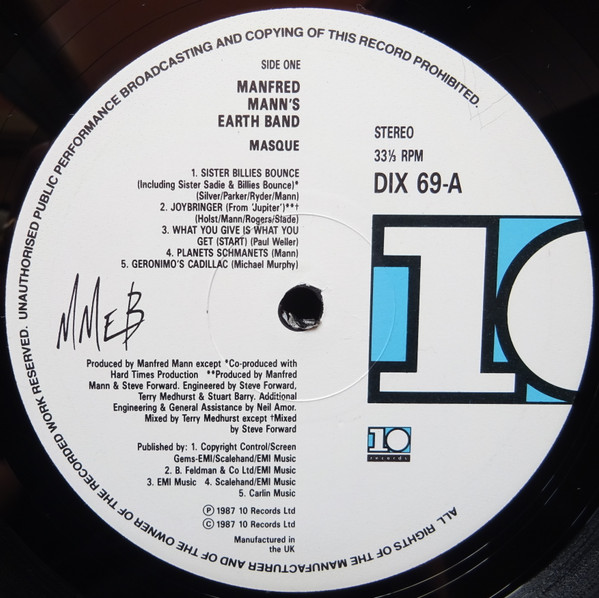 UNAUTHORISED PUBLIC PERFORMANCE BROADCASTING AND COPYING OF THIS RECORD PROHIBITED.
SIDE ONE
MANFRED
MANN'S
EARTH BAND
MASQUE
STEREO
33⅓ RPM
DIX 69-A
1. SISTER BILLIES BOUNCE
(Including Sister Sadie & Billies Bounce)*
(Silver/Parker/Ryder/Mann)
2. JOYBRINGER (From 'Jupiter')**†
(Holst/Mann/Rogers/Slade)
3. WHAT YOU GIVE IS WHAT YOU
GET (START) (Paul Weller)
4. PLANETS SCHMANETS (Mann)
5. GERONIMO'S CADILLAC (Michael Murphy)
10
MMEB
Produced by Manfred Mann except *Co-produced with
Hard Times Production **Produced by Manfred
Mann & Steve Forward. Engineered by Steve Forward,
Terry Medhurst & Stuart Barry. Additional
Engineering & General Assistance by Neil Amor.
Mixed by Terry Medhurst except †Mixed
by Steve Forward
Published by: 1. Copyright Control/Screen
Gems-EMI/Scalehand/EMI Music
2. B. Feldman & Co Ltd/EMI Music
3. EMI Music 4. Scalehand/EMI Music
5. Carlin Music
10
records
Ⓟ 1987 10 Records Ltd
© 1987 10 Records Ltd
Manufactured in
the UK
ALL RIGHTS OF THE MANUFACTURER AND OF THE OWNER OF THE RECORDED WORK RESERVED.